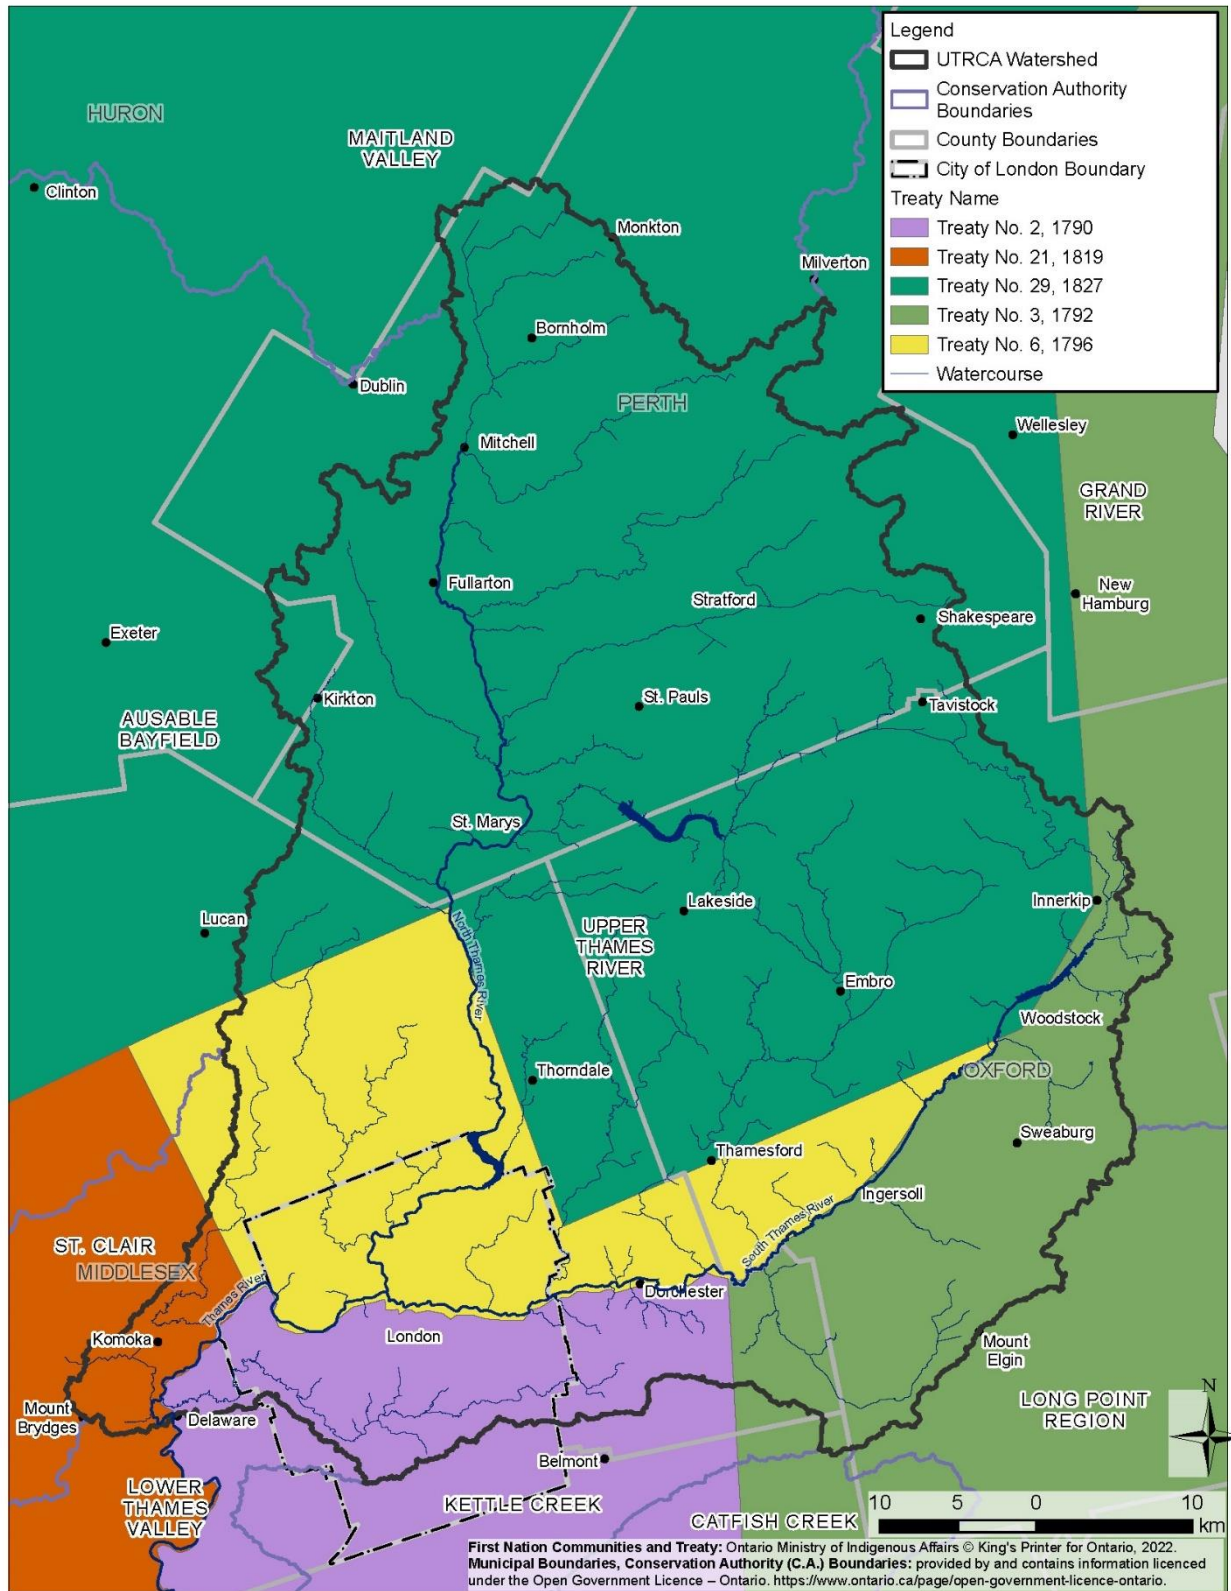 Legend
UTRCA Watershed
Conservation Authority
Boundaries
County Boundaries
City of London Boundary
Treaty Name
Treaty No. 2, 1790
Treaty No. 21, 1819
Treaty No. 29, 1827
Treaty No. 3, 1792
Treaty No. 6, 1796
Watercourse
HURON
MAITLAND
VALLEY
Clinton
Monkton
Milverton
Bornholm
Dublin
PERTH
Wellesley
Mitchell
GRAND
RIVER
Fullarton
Stratford
New
Hamburg
Shakespeare
Exeter
Kirkton
St. Pauls
Tavistock
AUSABLE
BAYFIELD
St. Marys
Lakeside
Innerkip
Lucan
North Thames River
UPPER
THAMES
RIVER
Embro
Woodstock
Thorndale
OXFORD
Sweaburg
Thamesford
Ingersoll
South Thames River
ST. CLAIR
MIDDLESEX
Thames River
Dorchester
Komoka
London
Mount
Elgin
Mount
Brydges
Delaware
LONG POINT
REGION
N
Belmont
LOWER
THAMES
VALLEY
KETTLE CREEK
CATFISH CREEK
10 5 0 10
km
First Nation Communities and Treaty: Ontario Ministry of Indigenous Affairs © King's Printer for Ontario, 2022.
Municipal Boundaries, Conservation Authority (C.A.) Boundaries: provided by and contains information licenced
under the Open Government Licence – Ontario. https://www.ontario.ca/page/open-government-licence-ontario.